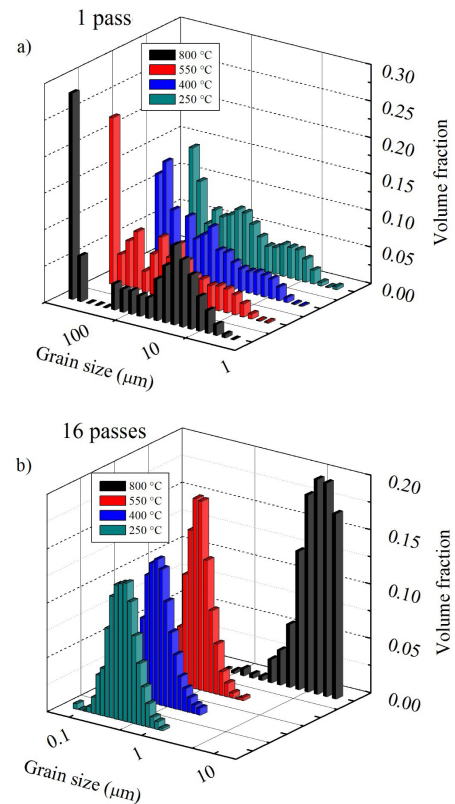 1 pass
a)
800 °C
550 °C
400 °C
250 °C
0.30
0.25
0.20
0.15
0.10
0.05
0.00
Volume fraction
100
10
1
Grain size (μm)
16 passes
b)
800 °C
550 °C
400 °C
250 °C
0.20
0.15
0.10
0.05
0.00
Volume fraction
0.1
1
10
Grain size (μm)